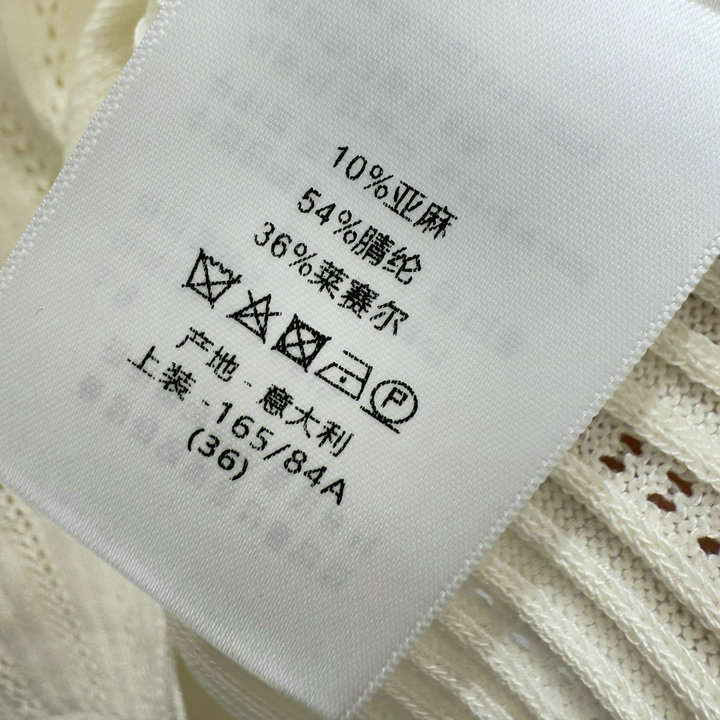 10%亚麻
54%腈纶
36%莱赛尔
P
产地 - 意大利
上装 -165/84A
(36)